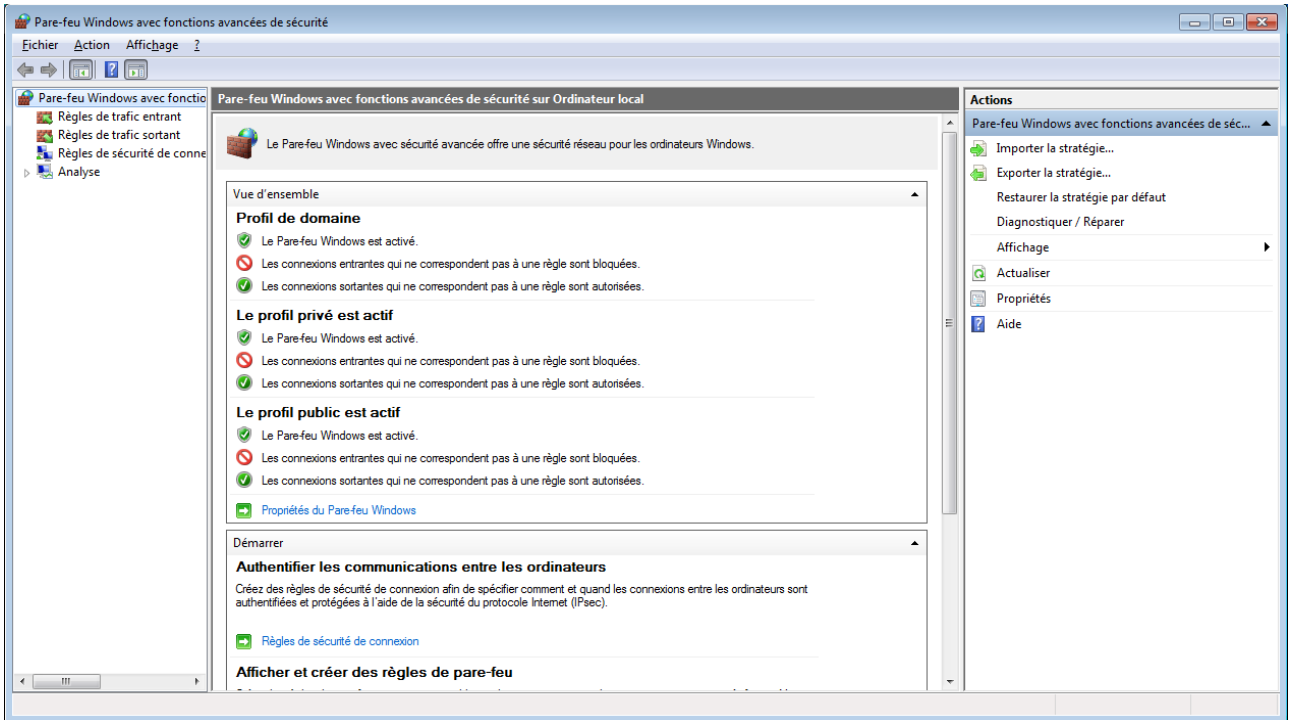 Pare-feu Windows avec fonctions avancées de sécurité
Fichier Action Affichage ?
Pare-feu Windows avec fonctio
Règles de trafic entrant
Règles de trafic sortant
Règles de sécurité de conne
Analyse
Pare-feu Windows avec fonctions avancées de sécurité sur Ordinateur local
Le Pare-feu Windows avec sécurité avancée offre une sécurité réseau pour les ordinateurs Windows.
Vue d'ensemble
Profil de domaine
Le Pare-feu Windows est activé.
Les connexions entrantes qui ne correspondent pas à une règle sont bloquées.
Les connexions sortantes qui ne correspondent pas à une règle sont autorisées.
Le profil privé est actif
Le Pare-feu Windows est activé.
Les connexions entrantes qui ne correspondent pas à une règle sont bloquées.
Les connexions sortantes qui ne correspondent pas à une règle sont autorisées.
Le profil public est actif
Le Pare-feu Windows est activé.
Les connexions entrantes qui ne correspondent pas à une règle sont bloquées.
Les connexions sortantes qui ne correspondent pas à une règle sont autorisées.
Propriétés du Pare-feu Windows
Démarrer
Authentifier les communications entre les ordinateurs
Créez des règles de sécurité de connexion afin de spécifier comment et quand les connexions entre les ordinateurs sont
authentifiées et protégées à l'aide de la sécurité du protocole Internet (IPsec).
Règles de sécurité de connexion
Afficher et créer des règles de pare-feu
Actions
Pare-feu Windows avec fonctions avancées de séc...
Importer la stratégie...
Exporter la stratégie...
Restaurer la stratégie par défaut
Diagnostiquer / Réparer
Affichage
Actualiser
Propriétés
Aide